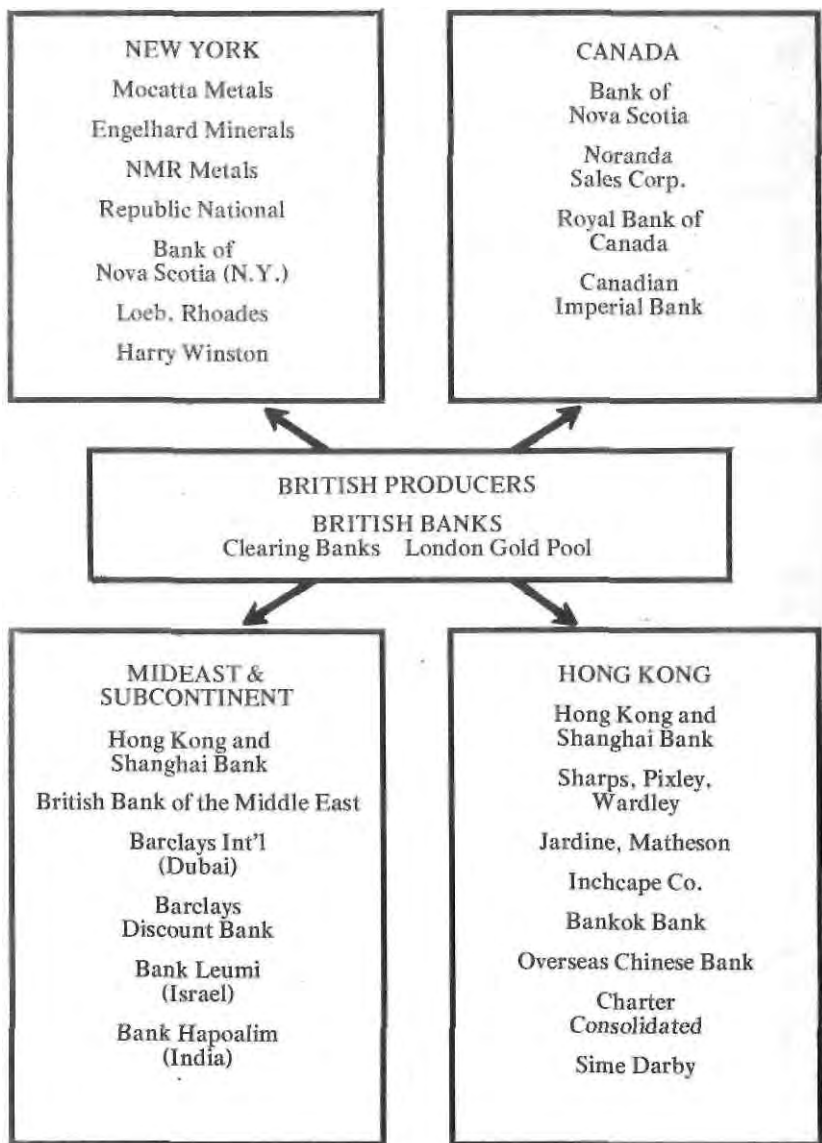 NEW YORK
Mocatta Metals
Engelhard Minerals
NMR Metals
Republic National
Bank of
Nova Scotia (N.Y.)
Loeb, Rhoades
Harry Winston
CANADA
Bank of
Nova Scotia
Noranda
Sales Corp.
Royal Bank of
Canada
Canadian
Imperial Bank
BRITISH PRODUCERS
BRITISH BANKS
Clearing Banks London Gold Pool
MIDEAST &
SUBCONTINENT
Hong Kong and
Shanghai Bank
British Bank of the Middle East
Barclays Int'l
(Dubai)
Barclays
Discount Bank
Bank Leumi
(Israel)
Bank Hapoalim
(India)
HONG KONG
Hong Kong and
Shanghai Bank
Sharps, Pixley,
Wardley
Jardine, Matheson
Inchcape Co.
Bankok Bank
Overseas Chinese Bank
Charter
Consolidated
Sime Darby